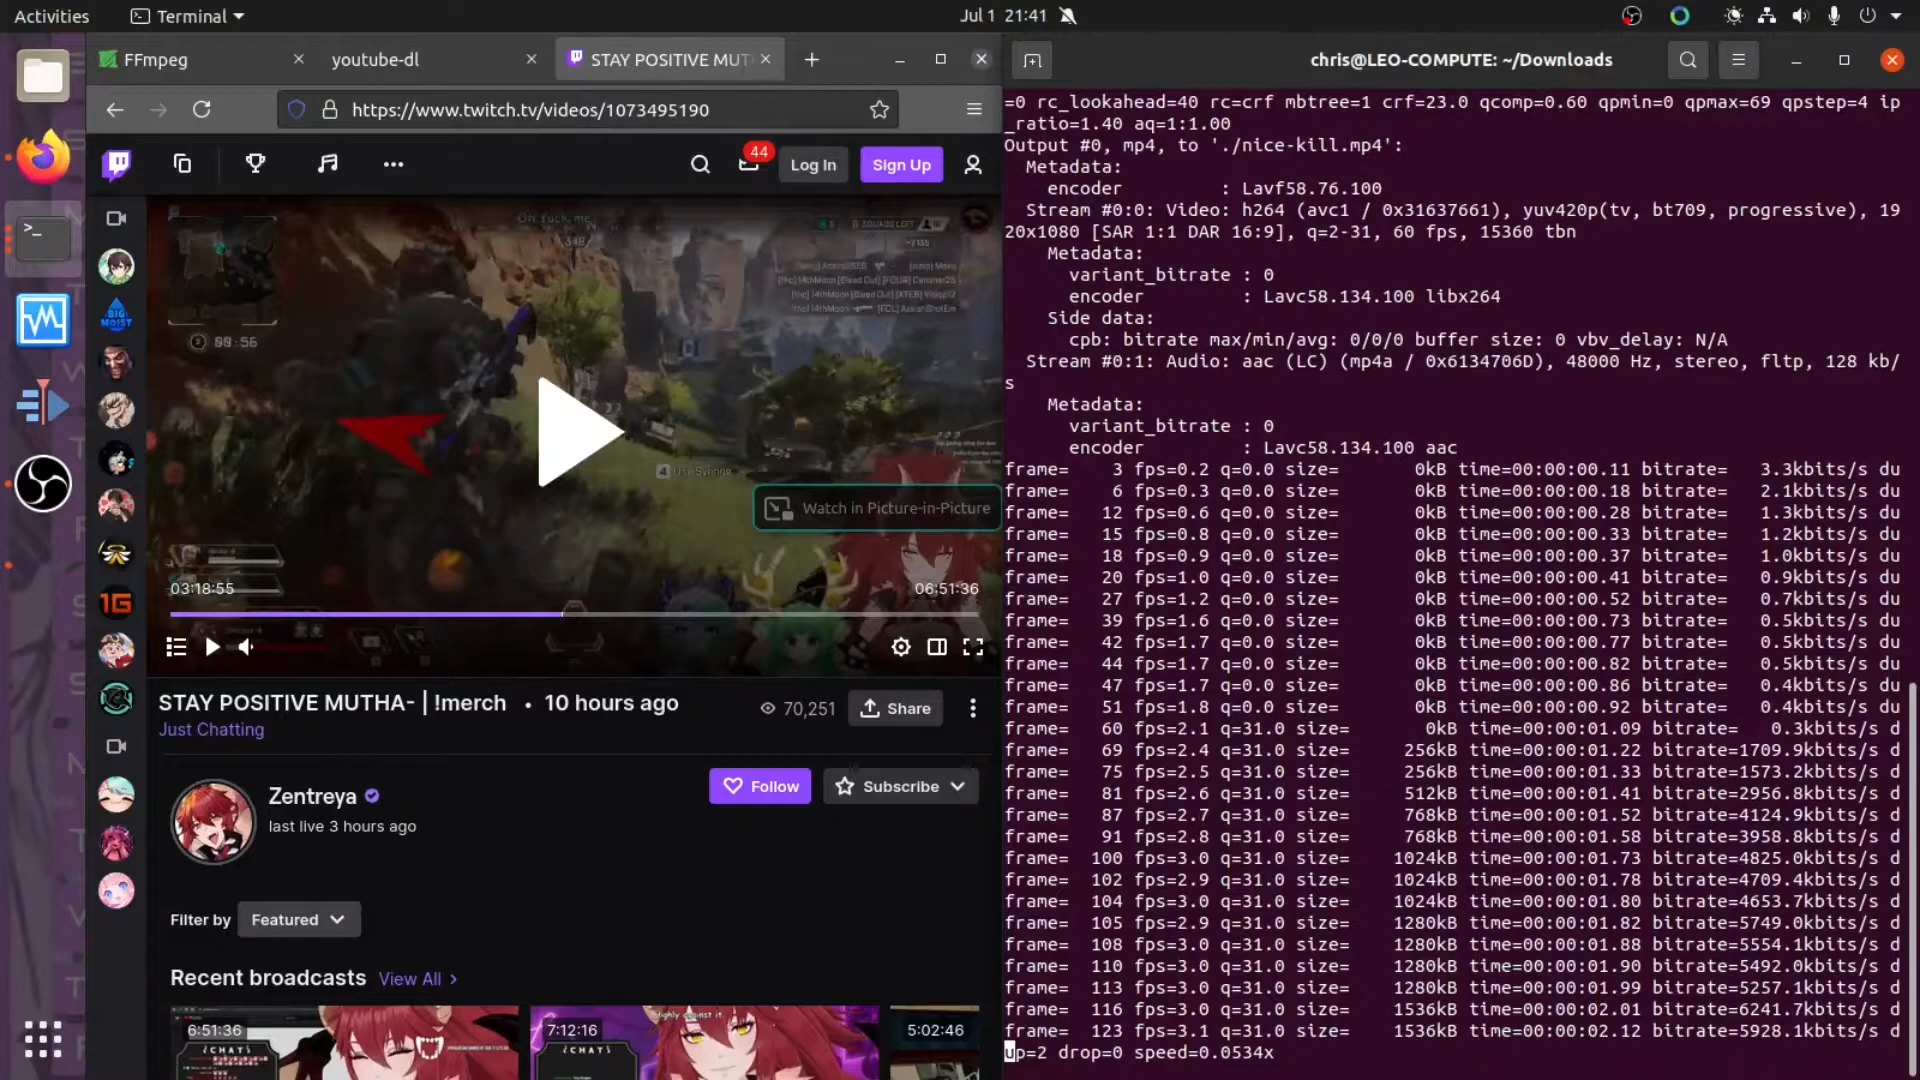 Activities
Terminal
Jul 1 21:41
FFmpeg
youtube-dl
STAY POSITIVE MUT
https://www.twitch.tv/videos/1073495190
44
Log In
Sign Up
00:56
Watch in Picture-in-Picture
03:18:55
06:51:36
BIG
MOIST
1G
STAY POSITIVE MUTHA- | !merch • 10 hours ago
70,251
Share
Just Chatting
Zentreya
last live 3 hours ago
Follow
Subscribe
Filter by
Featured
Recent broadcasts
View All
6:51:36
7:12:16
5:02:46
CHAT
CHAT
chris@LEO-COMPUTE: ~/Downloads
=0 rc_lookahead=40 rc=crf mbtree=1 crf=23.0 qcomp=0.60 qpmin=0 qpmax=69 qpstep=4 ip
_ratio=1.40 aq=1:1.00
Output #0, mp4, to './nice-kill.mp4':
Metadata:
encoder : Lavf58.76.100
Stream #0:0: Video: h264 (avc1 / 0x31637661), yuv420p(tv, bt709, progressive), 19
20x1080 [SAR 1:1 DAR 16:9], q=2-31, 60 fps, 15360 tbn
Metadata:
variant_bitrate : 0
encoder : Lavc58.134.100 libx264
Side data:
cpb: bitrate max/min/avg: 0/0/0 buffer size: 0 vbv_delay: N/A
Stream #0:1: Audio: aac (LC) (mp4a / 0x6134706D), 48000 Hz, stereo, fltp, 128 kb/
s
Metadata:
variant_bitrate : 0
encoder : Lavc58.134.100 aac
frame= 3 fps=0.2 q=0.0 size= 0kB time=00:00:00.11 bitrate= 3.3kbits/s du
frame= 6 fps=0.3 q=0.0 size= 0kB time=00:00:00.18 bitrate= 2.1kbits/s du
frame= 12 fps=0.6 q=0.0 size= 0kB time=00:00:00.28 bitrate= 1.3kbits/s du
frame= 15 fps=0.8 q=0.0 size= 0kB time=00:00:00.33 bitrate= 1.2kbits/s du
frame= 18 fps=0.9 q=0.0 size= 0kB time=00:00:00.37 bitrate= 1.0kbits/s du
frame= 20 fps=1.0 q=0.0 size= 0kB time=00:00:00.41 bitrate= 0.9kbits/s du
frame= 27 fps=1.2 q=0.0 size= 0kB time=00:00:00.52 bitrate= 0.7kbits/s du
frame= 39 fps=1.6 q=0.0 size= 0kB time=00:00:00.73 bitrate= 0.5kbits/s du
frame= 42 fps=1.7 q=0.0 size= 0kB time=00:00:00.77 bitrate= 0.5kbits/s du
frame= 44 fps=1.7 q=0.0 size= 0kB time=00:00:00.82 bitrate= 0.5kbits/s du
frame= 47 fps=1.7 q=0.0 size= 0kB time=00:00:00.86 bitrate= 0.4kbits/s du
frame= 51 fps=1.8 q=0.0 size= 0kB time=00:00:00.92 bitrate= 0.4kbits/s du
frame= 60 fps=2.1 q=31.0 size= 0kB time=00:00:01.09 bitrate= 0.3kbits/s d
frame= 69 fps=2.4 q=31.0 size= 256kB time=00:00:01.22 bitrate=1709.9kbits/s d
frame= 75 fps=2.5 q=31.0 size= 256kB time=00:00:01.33 bitrate=1573.2kbits/s d
frame= 81 fps=2.6 q=31.0 size= 512kB time=00:00:01.41 bitrate=2956.8kbits/s d
frame= 87 fps=2.7 q=31.0 size= 768kB time=00:00:01.52 bitrate=4124.9kbits/s d
frame= 91 fps=2.8 q=31.0 size= 768kB time=00:00:01.58 bitrate=3958.8kbits/s d
frame= 100 fps=3.0 q=31.0 size= 1024kB time=00:00:01.73 bitrate=4825.0kbits/s d
frame= 102 fps=2.9 q=31.0 size= 1024kB time=00:00:01.78 bitrate=4709.4kbits/s d
frame= 104 fps=3.0 q=31.0 size= 1024kB time=00:00:01.80 bitrate=4653.7kbits/s d
frame= 105 fps=2.9 q=31.0 size= 1280kB time=00:00:01.82 bitrate=5749.0kbits/s d
frame= 108 fps=3.0 q=31.0 size= 1280kB time=00:00:01.88 bitrate=5554.1kbits/s d
frame= 110 fps=3.0 q=31.0 size= 1280kB time=00:00:01.90 bitrate=5492.0kbits/s d
frame= 113 fps=3.0 q=31.0 size= 1280kB time=00:00:01.99 bitrate=5257.1kbits/s d
frame= 116 fps=3.0 q=31.0 size= 1536kB time=00:00:02.01 bitrate=6241.7kbits/s d
frame= 123 fps=3.1 q=31.0 size= 1536kB time=00:00:02.12 bitrate=5928.1kbits/s d
up=2 drop=0 speed=0.0534x